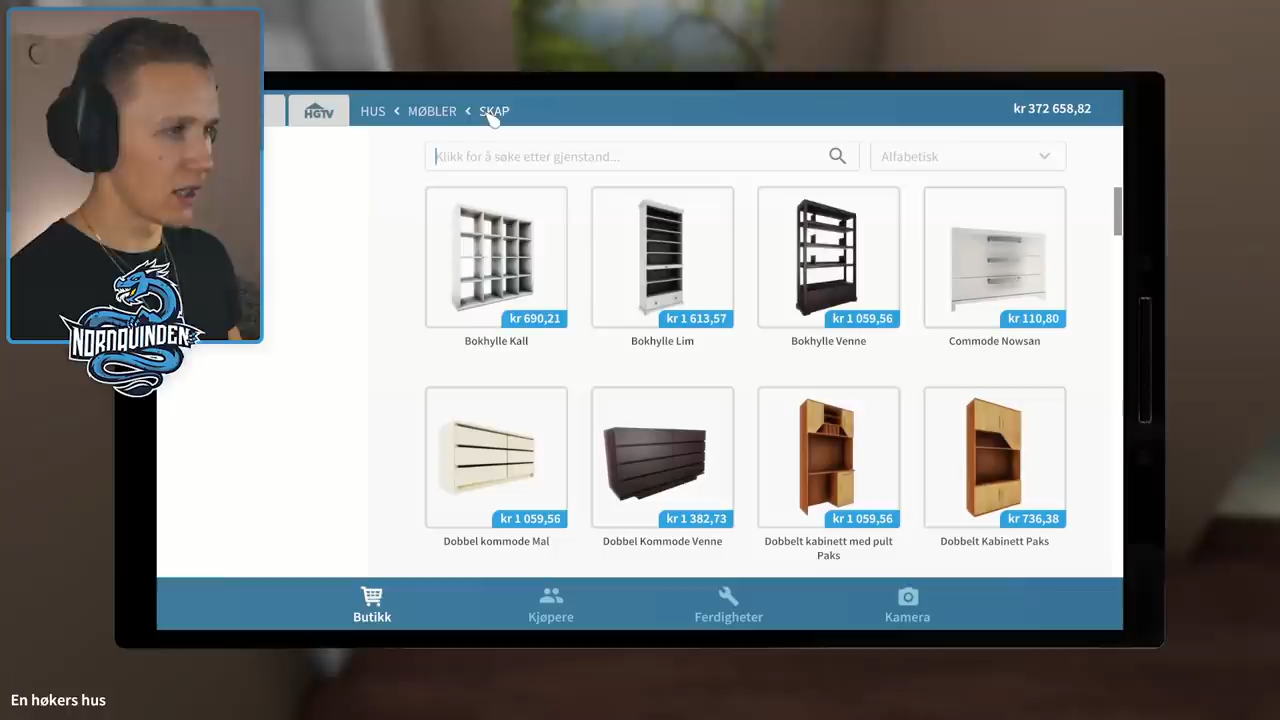 HGTV
HUS < MØBLER < SKAP
kr 372 658,82
Klikk for å søke etter gjenstand...
Alfabetisk
kr 690,21
kr 1 613,57
kr 1 059,56
kr 110,80
Bokhylle Kall
Bokhylle Lim
Bokhylle Venne
Commode Nowsan
kr 1 059,56
kr 1 382,73
kr 1 059,56
kr 736,38
Dobbel kommode Mal
Dobbel Kommode Venne
Dobbelt kabinett med pult
Paks
Dobbelt Kabinett Paks
Butikk
Kjøpere
Ferdigheter
Kamera
NORNQVINDEN
En høkers hus